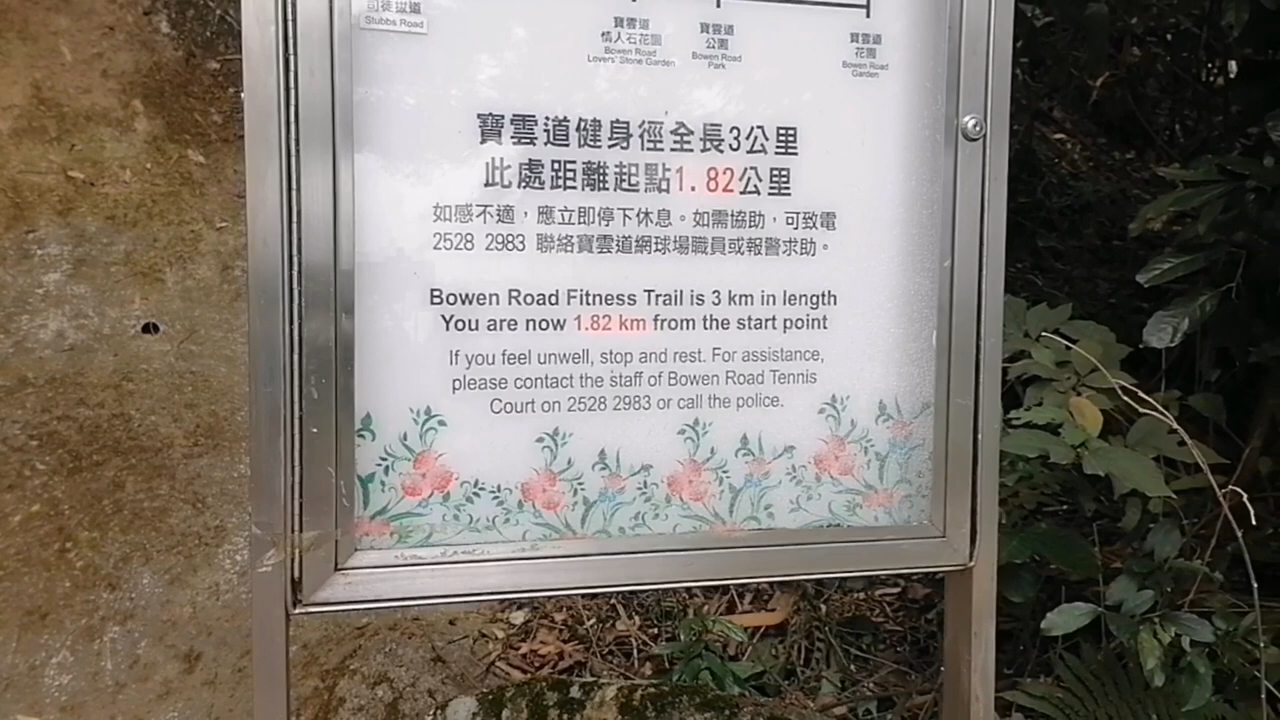 司徒拔道
Stubbs Road
寶雲道
情人石花園
Bowen Road
Lovers' Stone Garden
寶雲道
公園
Bowen Road
Park
寶雲道
花園
Bowen Road
Garden
寶雲道健身徑全長3公里
此處距離起點1.82公里
如感不適，應立即停下休息。如需協助，可致電
2528 2983 聯絡寶雲道網球場職員或報警求助。
Bowen Road Fitness Trail is 3 km in length
You are now 1.82 km from the start point
If you feel unwell, stop and rest. For assistance,
please contact the staff of Bowen Road Tennis
Court on 2528 2983 or call the police.